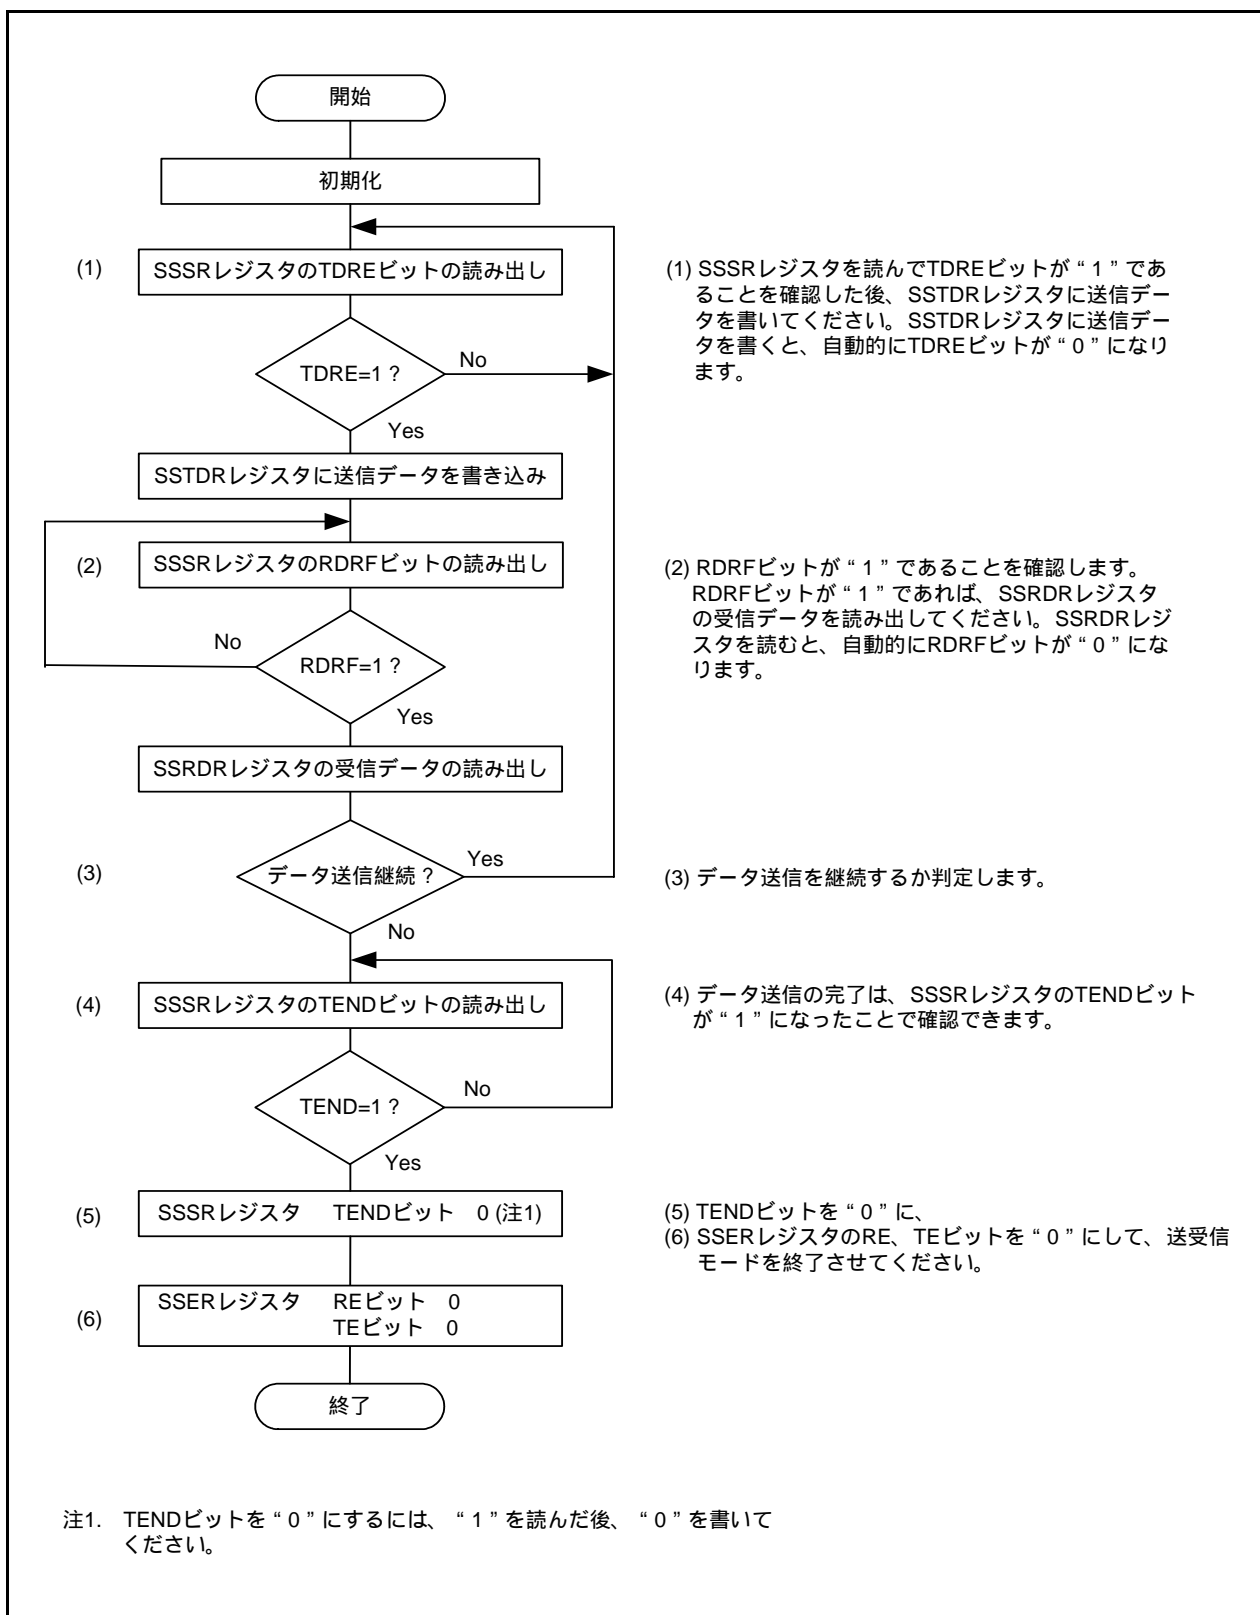 開始
初期化
(1)
SSSRレジスタのTDREビットの読み出し
TDRE=1 ?
No
Yes
SSTDRレジスタに送信データを書き込み
(2)
SSSRレジスタのRDRFビットの読み出し
No
RDRF=1 ?
Yes
SSRDRレジスタの受信データの読み出し
(3)
データ送信継続 ?
Yes
No
(4)
SSSRレジスタのTENDビットの読み出し
TEND=1 ?
No
Yes
(5)
SSSRレジスタ TENDビット 0 (注1)
(6)
SSERレジスタ REビット 0
TEビット 0
終了
(1) SSSRレジスタを読んでTDREビットが“1”であ
ることを確認した後、SSTDRレジスタに送信デー
タを書いてください。SSTDRレジスタに送信デー
タを書くと、自動的にTDREビットが“0”になり
ます。
(2) RDRFビットが“1”であることを確認します。
RDRFビットが“1”であれば、SSRDRレジスタ
の受信データを読み出してください。SSRDRレジ
スタを読むと、自動的にRDRFビットが“0”にな
ります。
(3) データ送信を継続するか判定します。
(4) データ送信の完了は、SSSRレジスタのTENDビット
が“1”になったことで確認できます。
(5) TENDビットを“0”に、
(6) SSERレジスタのRE、TEビットを“0”にして、送受信
モードを終了させてください。
注1. TENDビットを“0”にするには、“1”を読んだ後、“0”を書いて
ください。